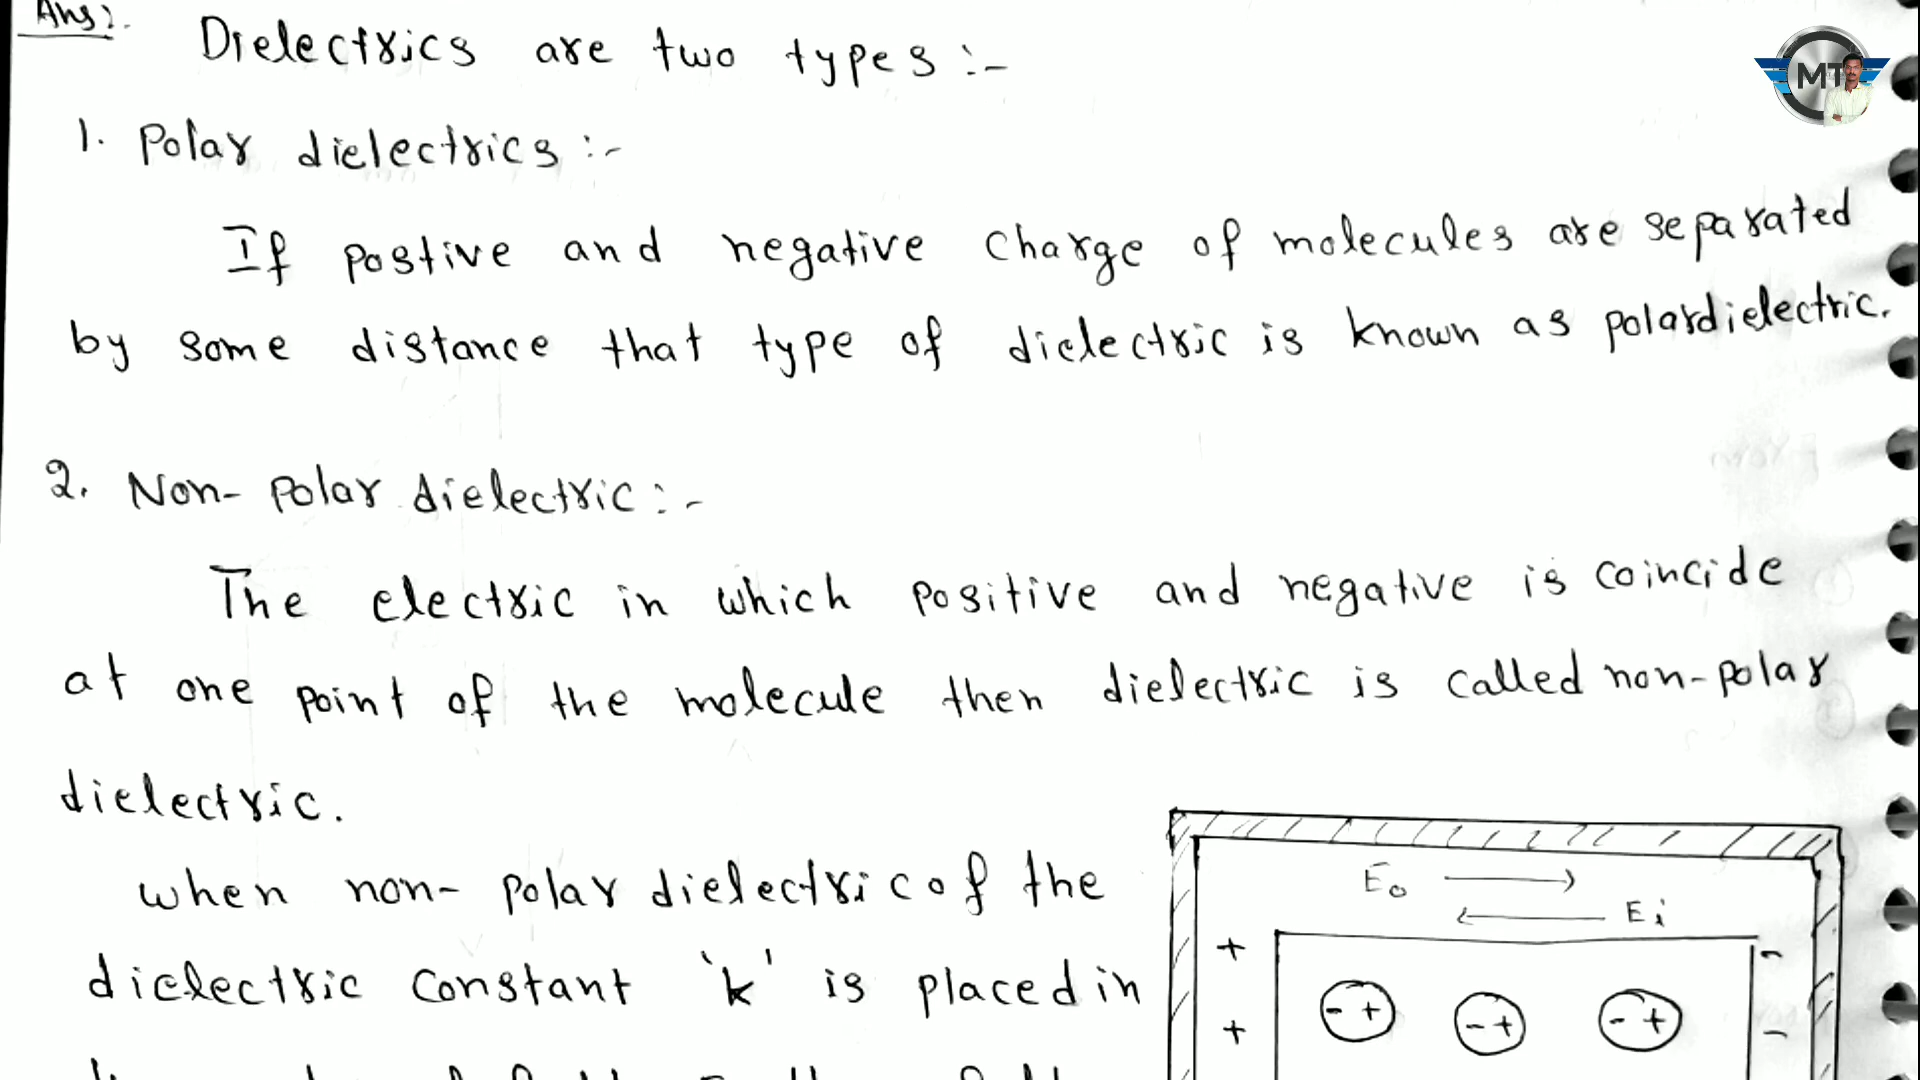 Ans:
Dielectrics are two types :-
1. Polar dielectrics :-
If postive and negative charge of molecules are separated
by some distance that type of dielectric is known as polardielectric.
2. Non-polar dielectric :-
The electric in which positive and negative is coincide
at one point of the molecule then dielectric is called non-polar
dielectric.
when non-polar dielectric of the
dielectric constant 'k' is placed in
E₀
Eᵢ
+ -
- + - + - +
+ -
MT